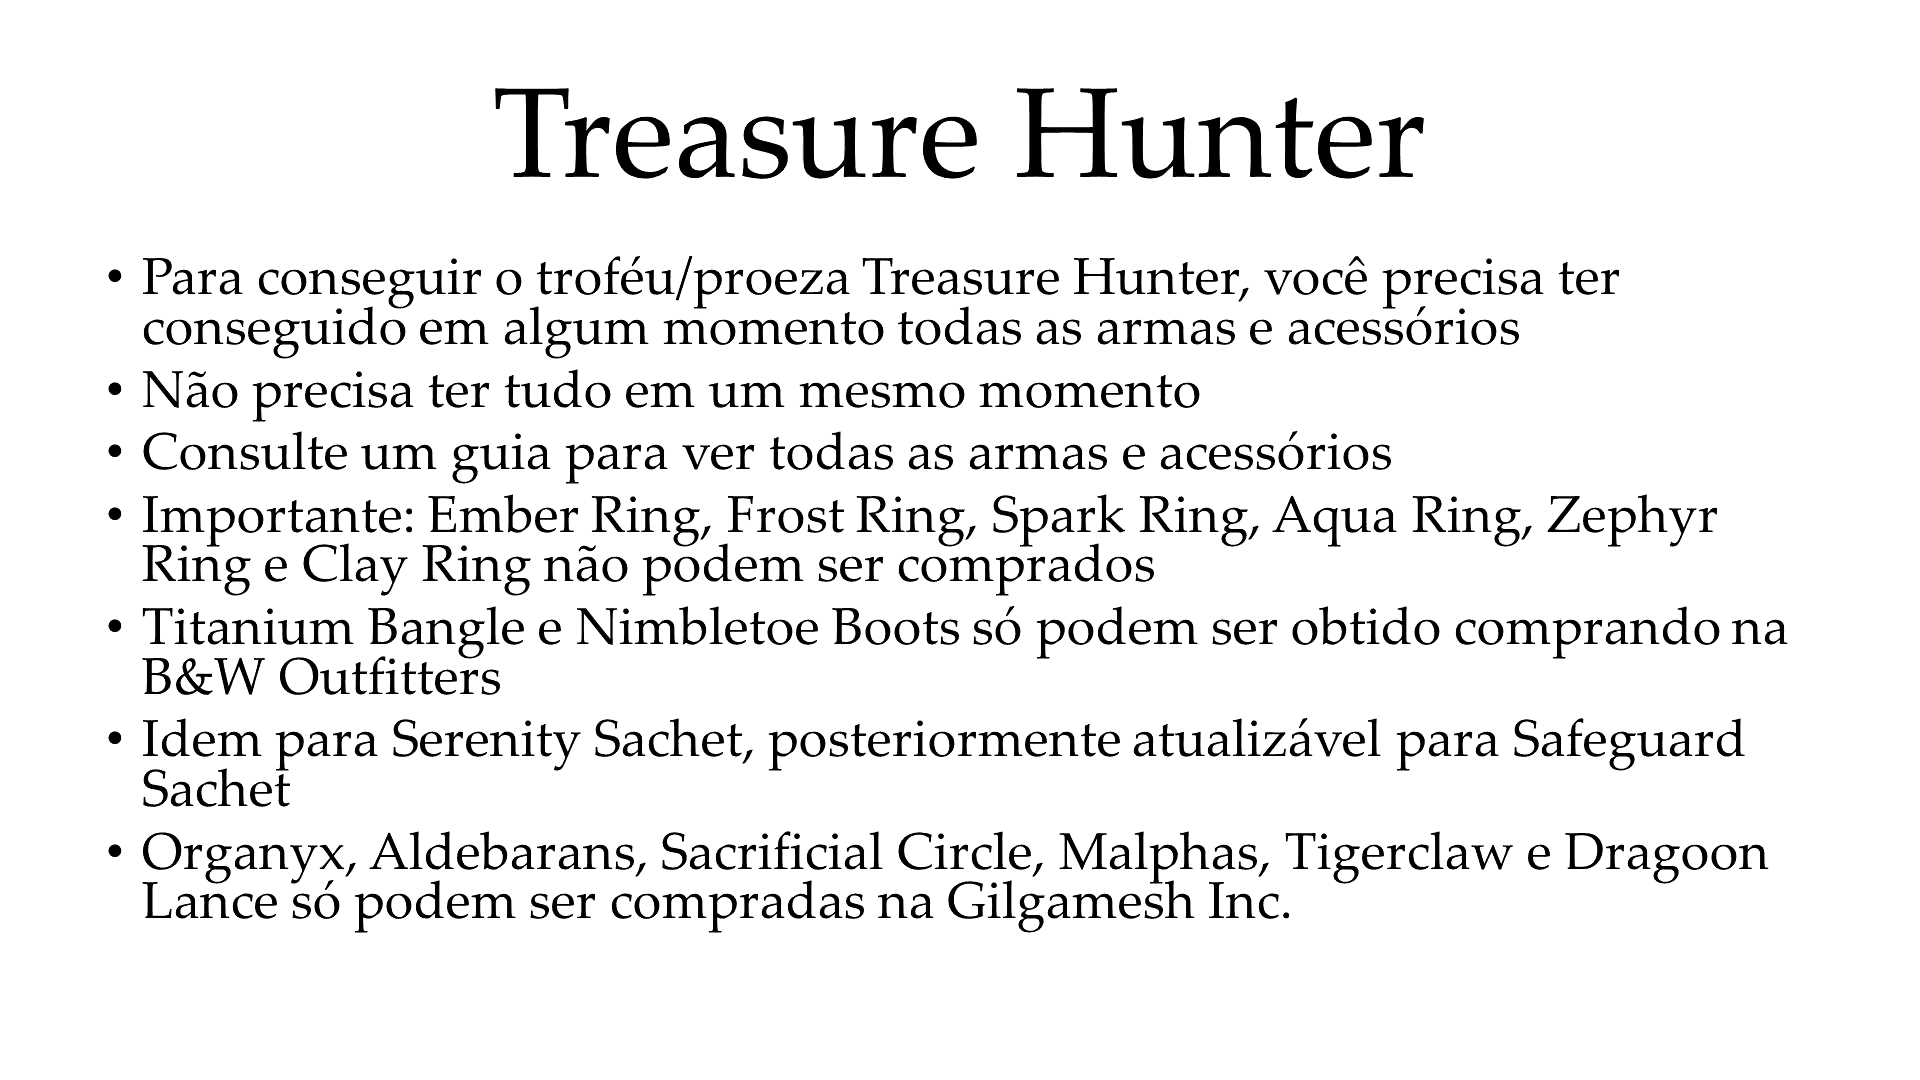 Treasure Hunter
• Para conseguir o troféu/proeza Treasure Hunter, você precisa ter
conseguido em algum momento todas as armas e acessórios
• Não precisa ter tudo em um mesmo momento
• Consulte um guia para ver todas as armas e acessórios
• Importante: Ember Ring, Frost Ring, Spark Ring, Aqua Ring, Zephyr
Ring e Clay Ring não podem ser comprados
• Titanium Bangle e Nimbletoe Boots só podem ser obtido comprando na
B&W Outfitters
• Idem para Serenity Sachet, posteriormente atualizável para Safeguard
Sachet
• Organyx, Aldebarans, Sacrificial Circle, Malphas, Tigerclaw e Dragoon
Lance só podem ser compradas na Gilgamesh Inc.